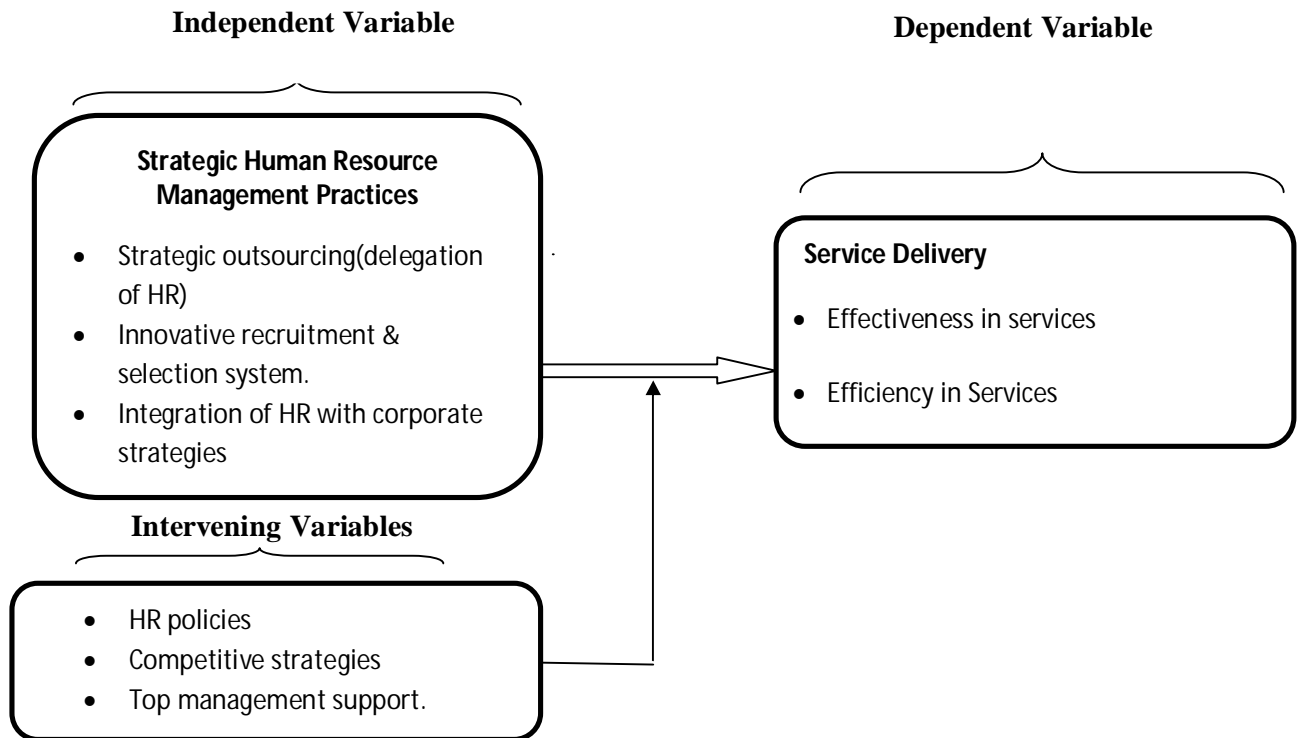 Independent Variable
Dependent Variable
Strategic Human Resource
Management Practices
• Strategic outsourcing(delegation
of HR)
• Innovative recruitment &
selection system.
• Integration of HR with corporate
strategies
Service Delivery
• Effectiveness in services
• Efficiency in Services
Intervening Variables
• HR policies
• Competitive strategies
• Top management support.